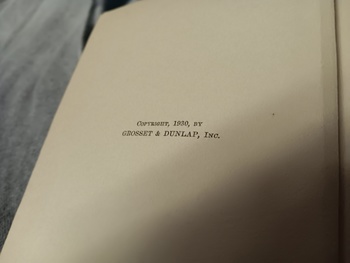 Copyright, 1930, by
GROSSET & DUNLAP, Inc.